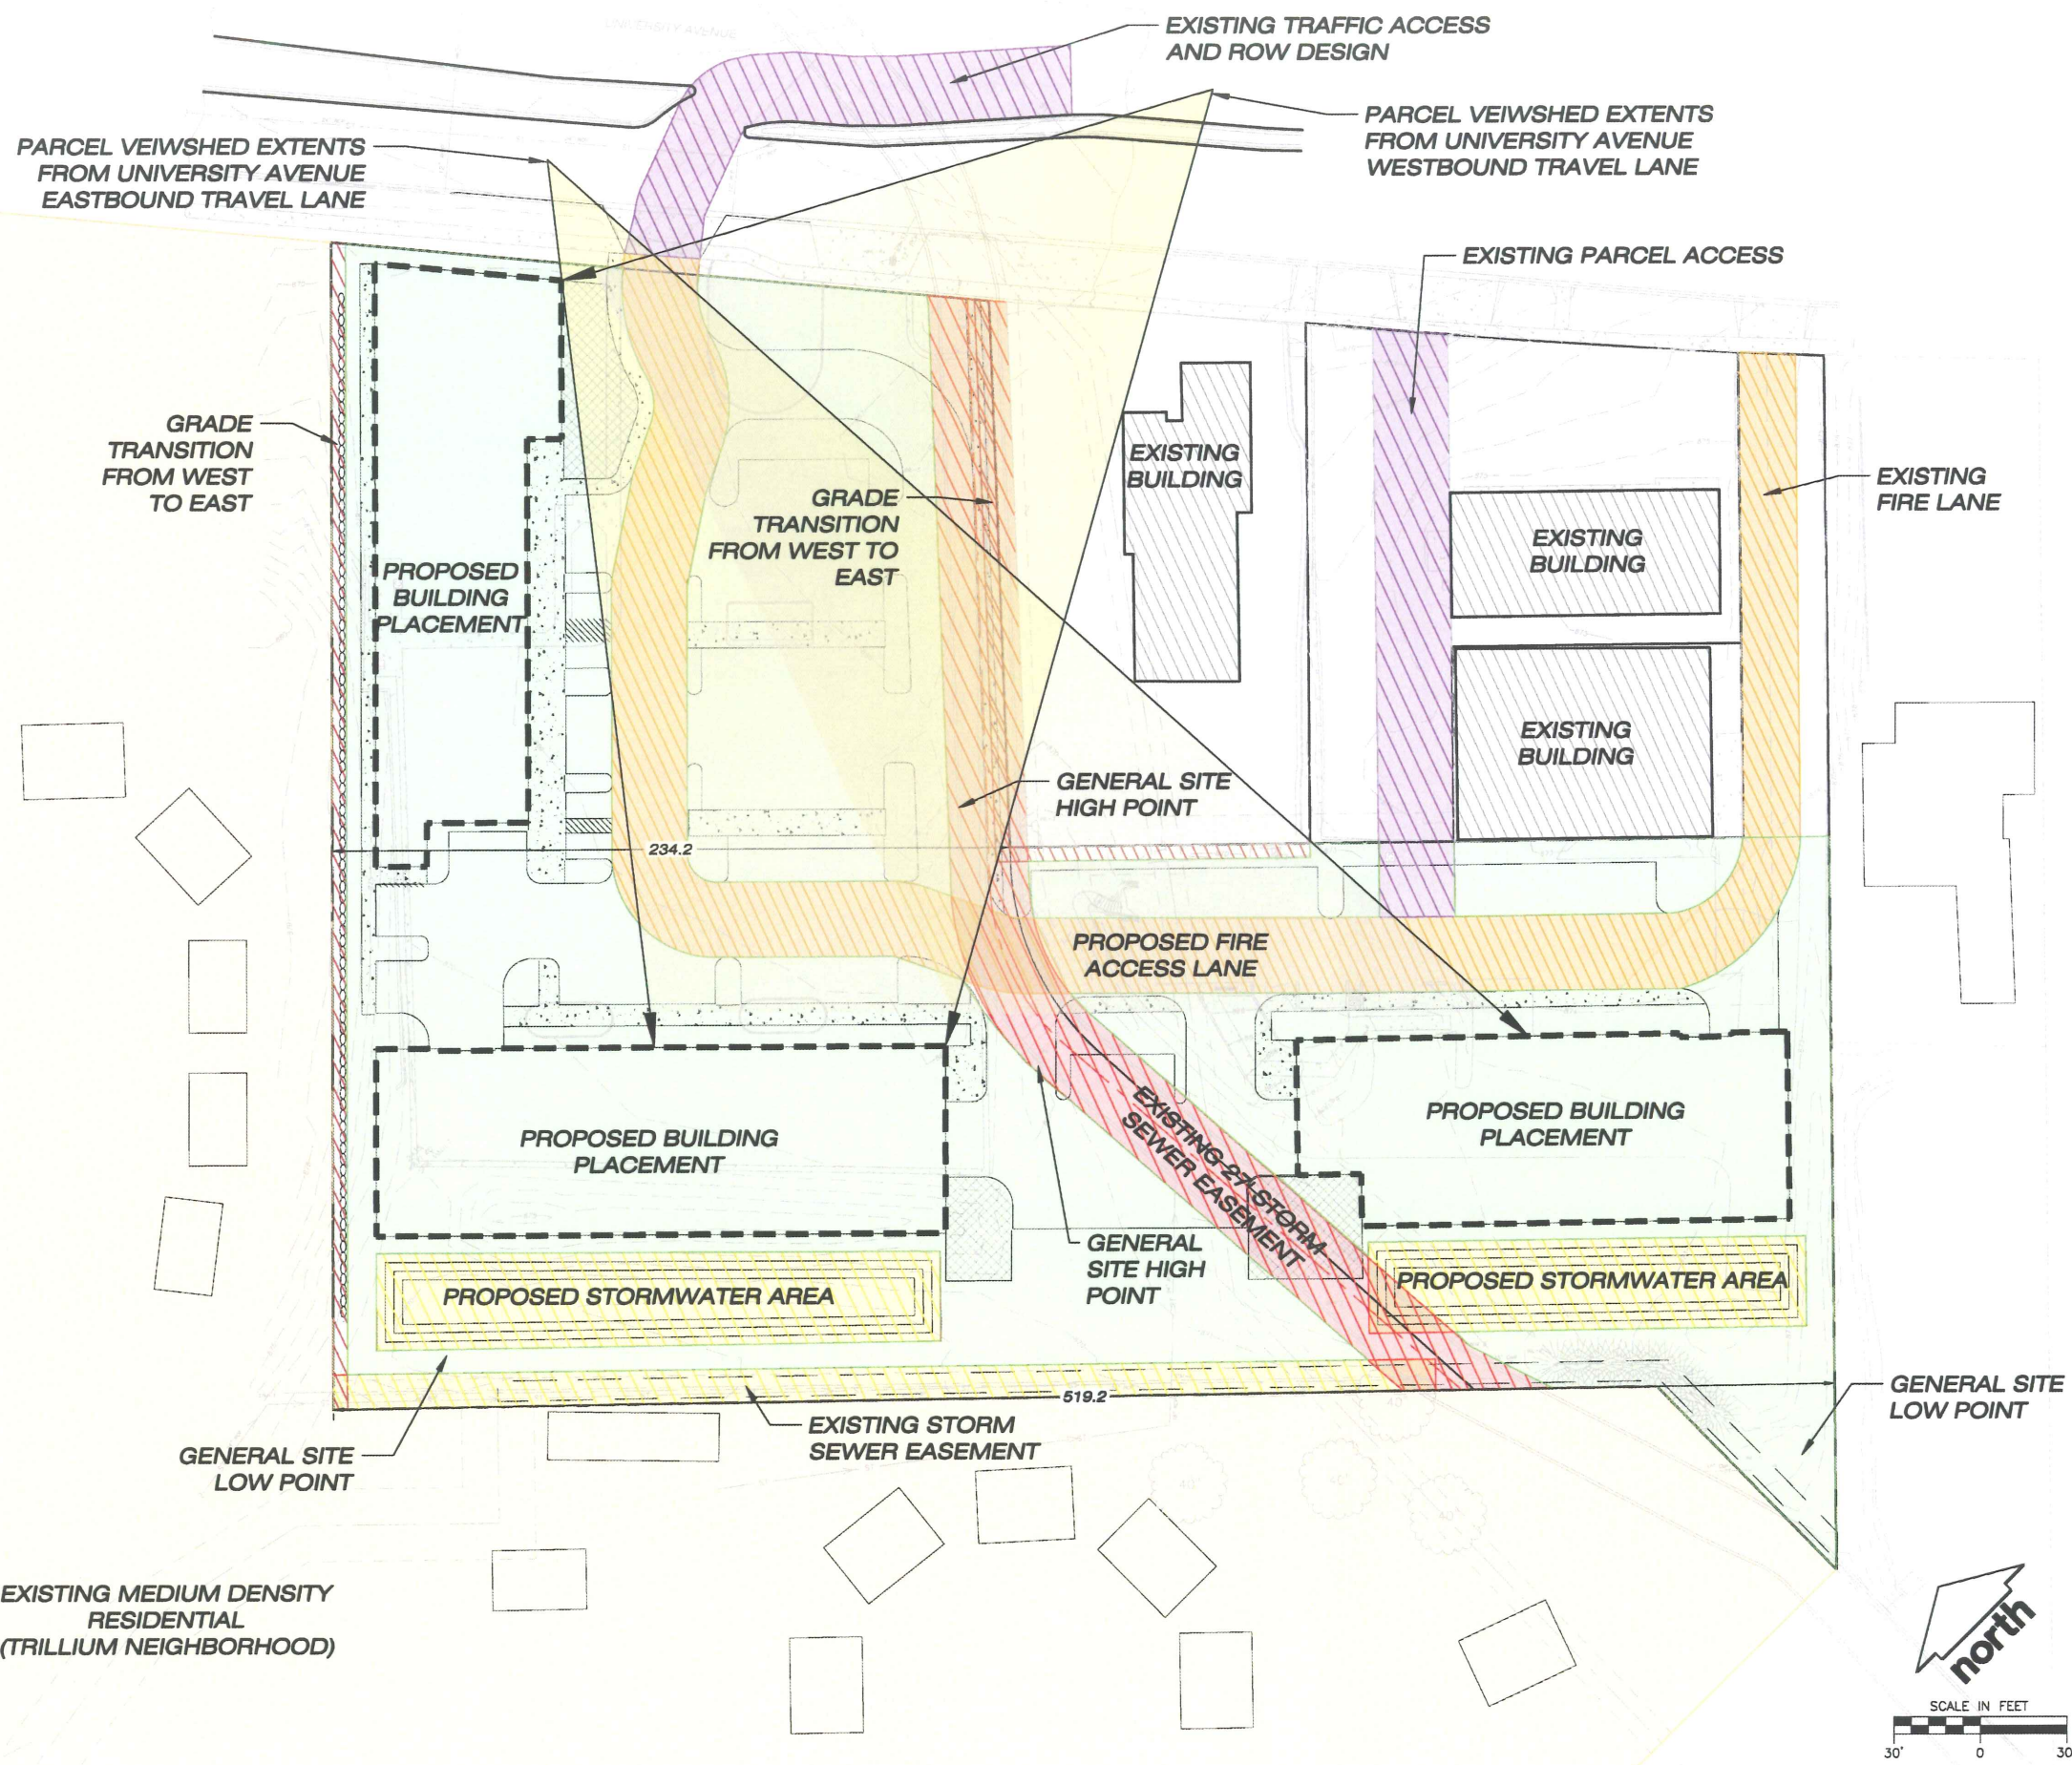 UNIVERSITY AVENUE
EXISTING TRAFFIC ACCESS
AND ROW DESIGN
PARCEL VEIWSHED EXTENTS
FROM UNIVERSITY AVENUE
WESTBOUND TRAVEL LANE
PARCEL VEIWSHED EXTENTS
FROM UNIVERSITY AVENUE
EASTBOUND TRAVEL LANE
EXISTING PARCEL ACCESS
GRADE
TRANSITION
FROM WEST
TO EAST
EXISTING
BUILDING
EXISTING
FIRE LANE
GRADE
TRANSITION
FROM WEST TO
EAST
EXISTING
BUILDING
PROPOSED
BUILDING
PLACEMENT
EXISTING
BUILDING
GENERAL SITE
HIGH POINT
234.2
PROPOSED FIRE
ACCESS LANE
PROPOSED BUILDING
PLACEMENT
PROPOSED BUILDING
PLACEMENT
EXISTING 27' STORM
SEWER EASEMENT
GENERAL
SITE HIGH
POINT
PROPOSED STORMWATER AREA
PROPOSED STORMWATER AREA
519.2
GENERAL SITE
LOW POINT
EXISTING STORM
SEWER EASEMENT
GENERAL SITE
LOW POINT
EXISTING MEDIUM DENSITY
RESIDENTIAL
(TRILLIUM NEIGHBORHOOD)
north
SCALE IN FEET
30' 0 30